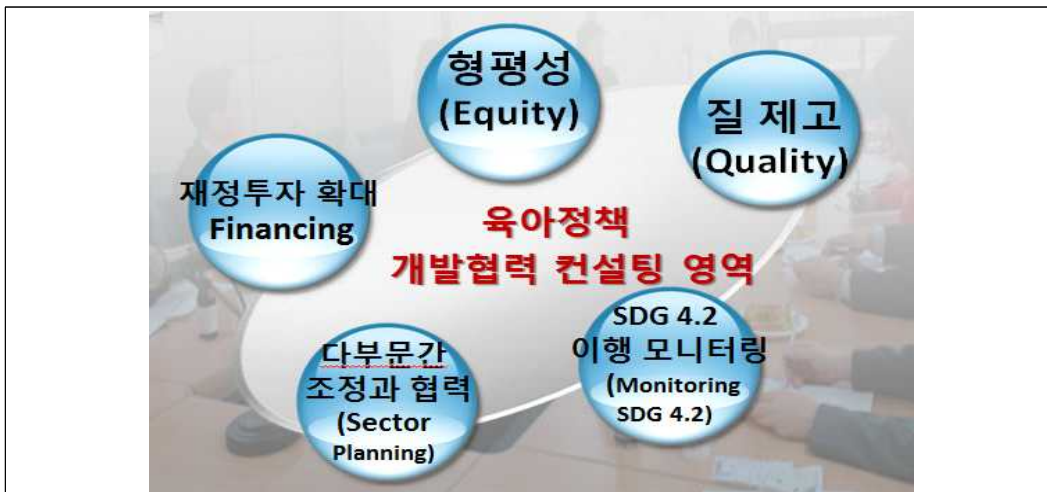 형평성
(Equity)
질 제고
(Quality)
재정투자 확대
Financing
육아정책
개발협력 컨설팅 영역
SDG 4.2
이행 모니터링
(Monitoring
SDG 4.2)
다부문간
조정과 협력
(Sector
Planning)